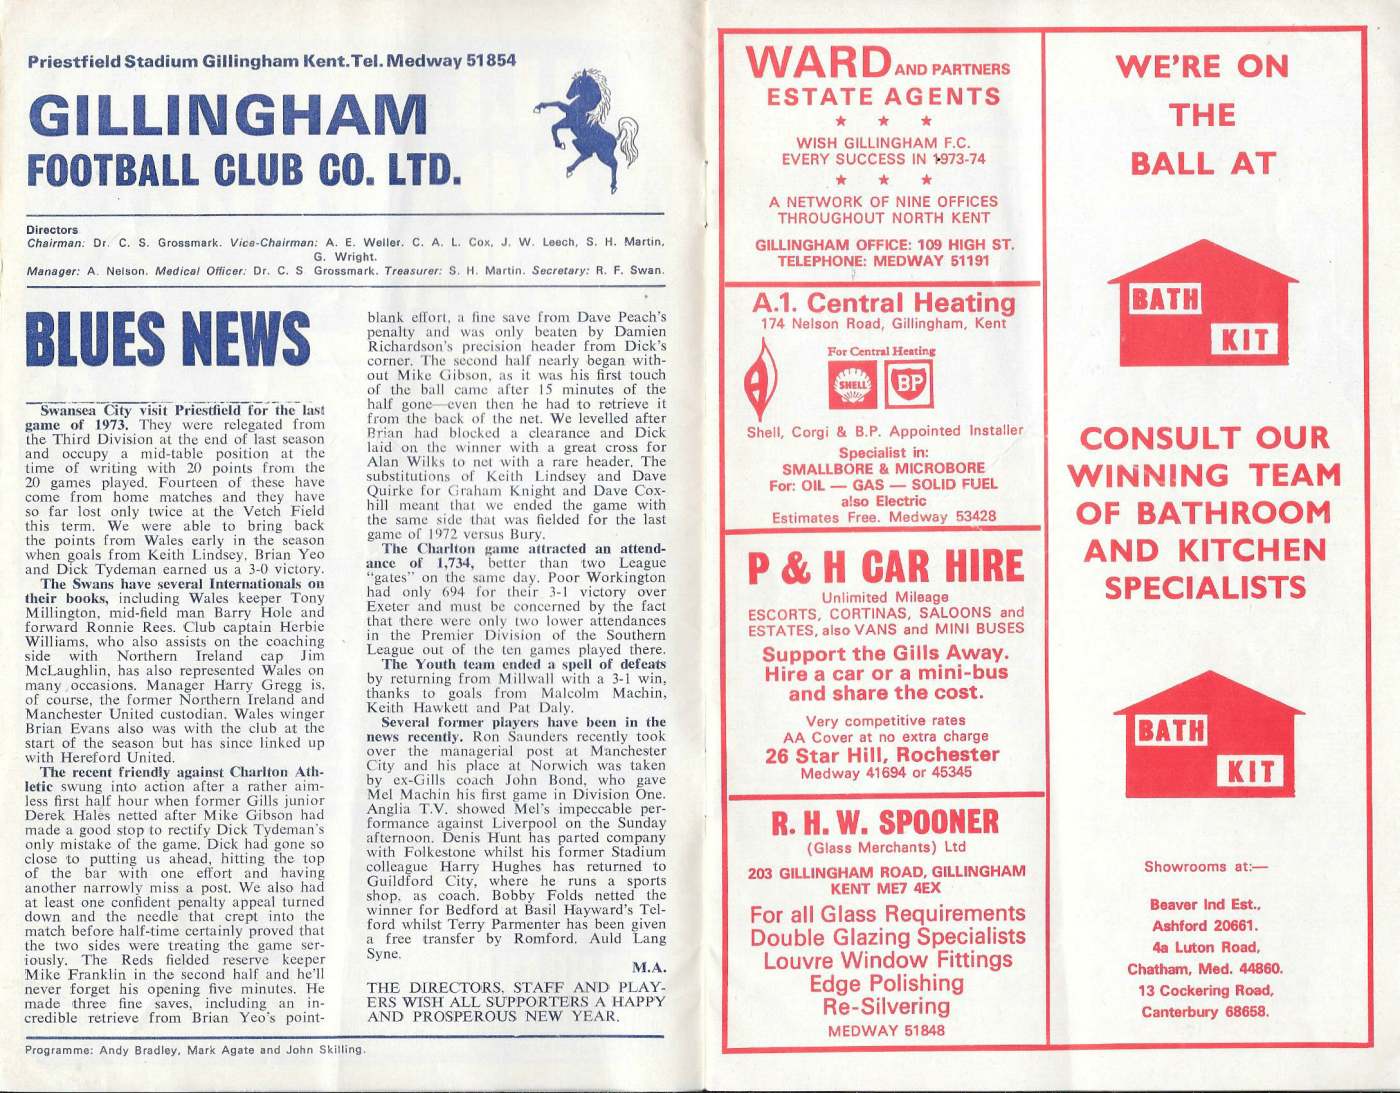 Priestfield Stadium Gillingham Kent. Tel. Medway 51854
GILLINGHAM
FOOTBALL CLUB CO. LTD.
Directors
Chairman: Dr. C. S. Grossmark. Vice-Chairman: A. E. Weller. C. A. L. Cox, J. W. Leech, S. H. Martin,
G. Wright.
Manager: A. Nelson. Medical Officer: Dr. C. S Grossmark. Treasurer: S. H. Martin. Secretary: R. F. Swan.
BLUES NEWS
Swansea City visit Priestfield for the last
game of 1973. They were relegated from
the Third Division at the end of last season
and occupy a mid-table position at the
time of writing with 20 points from the
20 games played. Fourteen of these have
come from home matches and they have
so far lost only twice at the Vetch Field
this term. We were able to bring back
the points from Wales early in the season
when goals from Keith Lindsey, Brian Yeo
and Dick Tydeman earned us a 3-0 victory.
The Swans have several Internationals on
their books, including Wales keeper Tony
Millington, mid-field man Barry Hole and
forward Ronnie Rees. Club captain Herbie
Williams, who also assists on the coaching
side with Northern Ireland cap Jim
McLaughlin, has also represented Wales on
many occasions. Manager Harry Gregg is,
of course, the former Northern Ireland and
Manchester United custodian. Wales winger
Brian Evans also was with the club at the
start of the season but has since linked up
with Hereford United.
The recent friendly against Charlton Ath-
letic swung into action after a rather aim-
less first half hour when former Gills junior
Derek Hales netted after Mike Gibson had
made a good stop to rectify Dick Tydeman's
only mistake of the game. Dick had gone so
close to putting us ahead, hitting the top
of the bar with one effort and having
another narrowly miss a post. We also had
at least one confident penalty appeal turned
down and the needle that crept into the
match before half-time certainly proved that
the two sides were treating the game ser-
iously. The Reds fielded reserve keeper
Mike Franklin in the second half and he'll
never forget his opening five minutes. He
made three fine saves, including an in-
credible retrieve from Brian Yeo's point-
blank effort, a fine save from Dave Peach's
penalty and was only beaten by Damien
Richardson's precision header from Dick's
corner. The second half nearly began with-
out Mike Gibson, as it was his first touch
of the ball came after 15 minutes of the
half gone—even then he had to retrieve it
from the back of the net. We levelled after
Brian had blocked a clearance and Dick
laid on the winner with a great cross for
Alan Wilks to net with a rare header. The
substitutions of Keith Lindsey and Dave
Quirke for Graham Knight and Dave Cox-
hill meant that we ended the game with
the same side that was fielded for the last
game of 1972 versus Bury.
The Charlton game attracted an attend-
ance of 1,734, better than two League
"gates" on the same day. Poor Workington
had only 694 for their 3-1 victory over
Exeter and must be concerned by the fact
that there were only two lower attendances
in the Premier Division of the Southern
League out of the ten games played there.
The Youth team ended a spell of defeats
by returning from Millwall with a 3-1 win,
thanks to goals from Malcolm Machin,
Keith Hawkett and Pat Daly.
Several former players have been in the
news recently. Ron Saunders recently took
over the managerial post at Manchester
City and his place at Norwich was taken
by ex-Gills coach John Bond, who gave
Mel Machin his first game in Division One.
Anglia T.V. showed Mel's impeccable per-
formance against Liverpool on the Sunday
afternoon. Denis Hunt has parted company
with Folkestone whilst his former Stadium
colleague Harry Hughes has returned to
Guildford City, where he runs a sports
shop, as coach. Bobby Folds netted the
winner for Bedford at Basil Hayward's Tel-
ford whilst Terry Parmenter has been given
a free transfer by Romford. Auld Lang
Syne.
M.A.
THE DIRECTORS, STAFF AND PLAY-
ERS WISH ALL SUPPORTERS A HAPPY
AND PROSPEROUS NEW YEAR.
Programme: Andy Bradley, Mark Agate and John Skilling.
WARD AND PARTNERS
ESTATE AGENTS
WISH GILLINGHAM F.C.
EVERY SUCCESS IN 1973-74
A NETWORK OF NINE OFFICES
THROUGHOUT NORTH KENT
GILLINGHAM OFFICE: 109 HIGH ST.
TELEPHONE: MEDWAY 51191
A.1. Central Heating
174 Nelson Road, Gillingham, Kent
For Central Heating
SHELL
BP
Shell, Corgi & B.P. Appointed Installer
Specialist in:
SMALLBORE & MICROBORE
For: OIL — GAS — SOLID FUEL
also Electric
Estimates Free. Medway 53428
P & H CAR HIRE
Unlimited Mileage
ESCORTS, CORTINAS, SALOONS and
ESTATES, also VANS and MINI BUSES
Support the Gills Away.
Hire a car or a mini-bus
and share the cost.
Very competitive rates
AA Cover at no extra charge
26 Star Hill, Rochester
Medway 41694 or 45345
R. H. W. SPOONER
(Glass Merchants) Ltd
203 GILLINGHAM ROAD, GILLINGHAM
KENT ME7 4EX
For all Glass Requirements
Double Glazing Specialists
Louvre Window Fittings
Edge Polishing
Re-Silvering
MEDWAY 51848
WE'RE ON
THE
BALL AT
BATH
KIT
CONSULT OUR
WINNING TEAM
OF BATHROOM
AND KITCHEN
SPECIALISTS
BATH
KIT
Showrooms at:—
Beaver Ind Est.,
Ashford 20661.
4a Luton Road,
Chatham, Med. 44860.
13 Cockering Road,
Canterbury 68658.